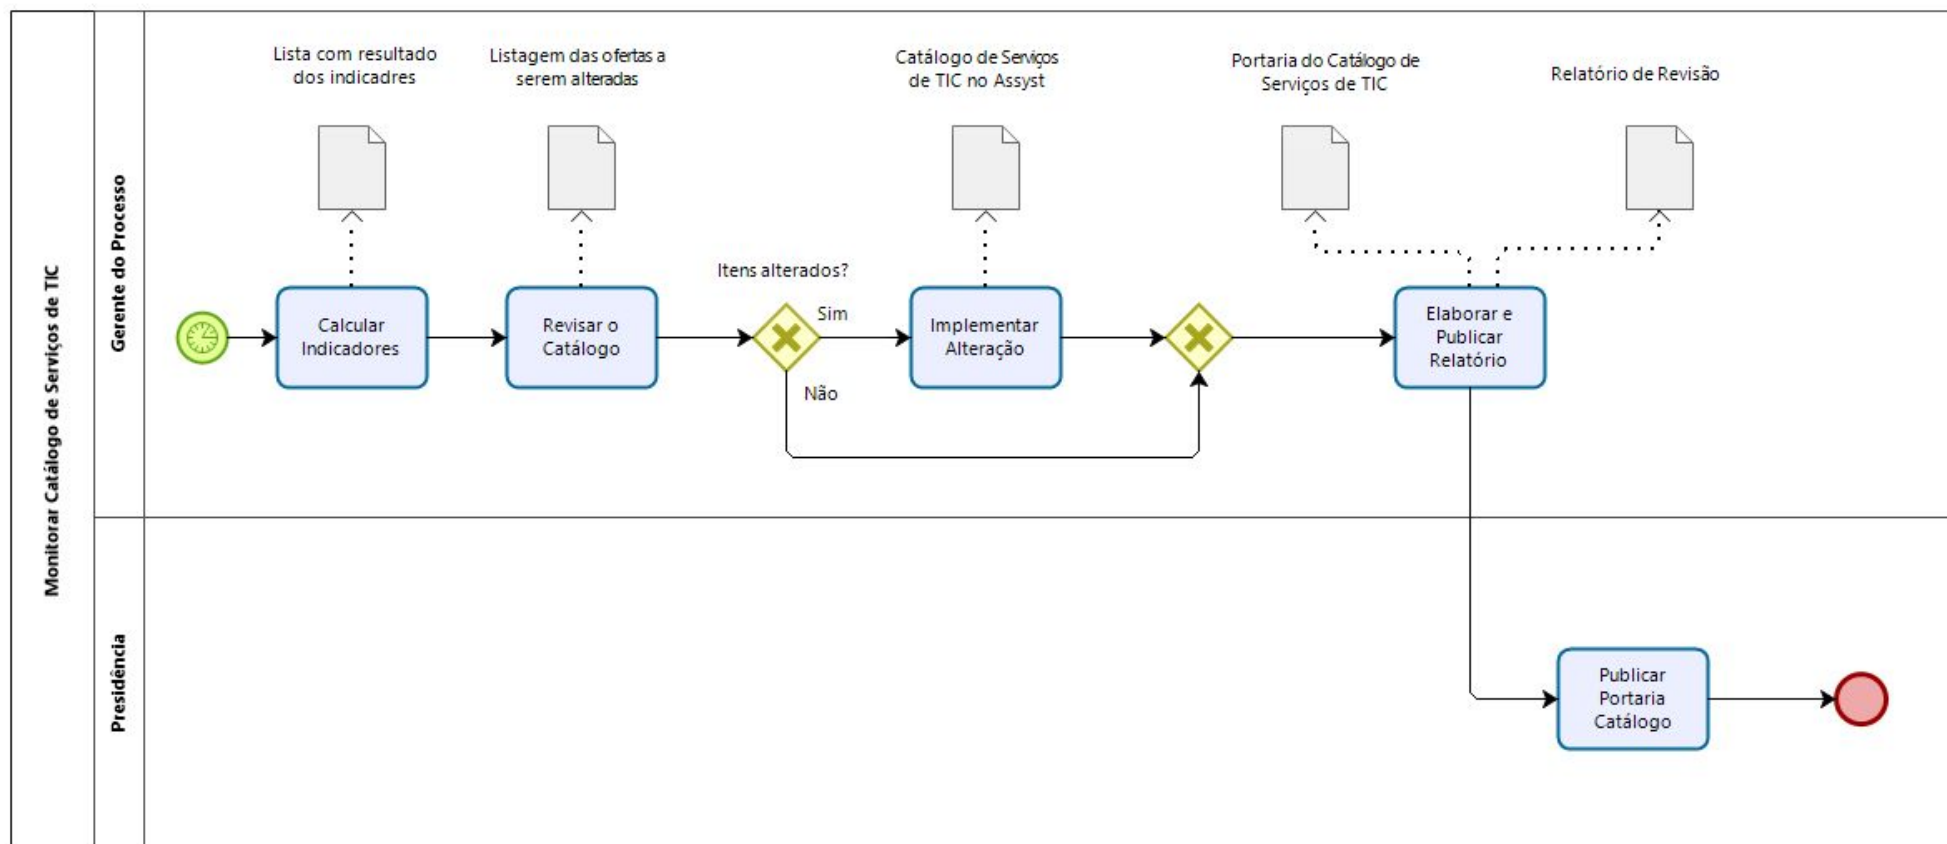 Monitorar Catálogo de Serviços de TIC
Gerente do Processo
Lista com resultado
dos indicadres
Listagem das ofertas a
serem alteradas
Catálogo de Serviços
de TIC no Assyst
Portaria do Catálogo de
Serviços de TIC
Relatório de Revisão
Calcular
Indicadores
Revisar o
Catálogo
Itens alterados?
Sim
Não
Implementar
Alteração
Elaborar e
Publicar
Relatório
Presidência
Publicar
Portaria
Catálogo